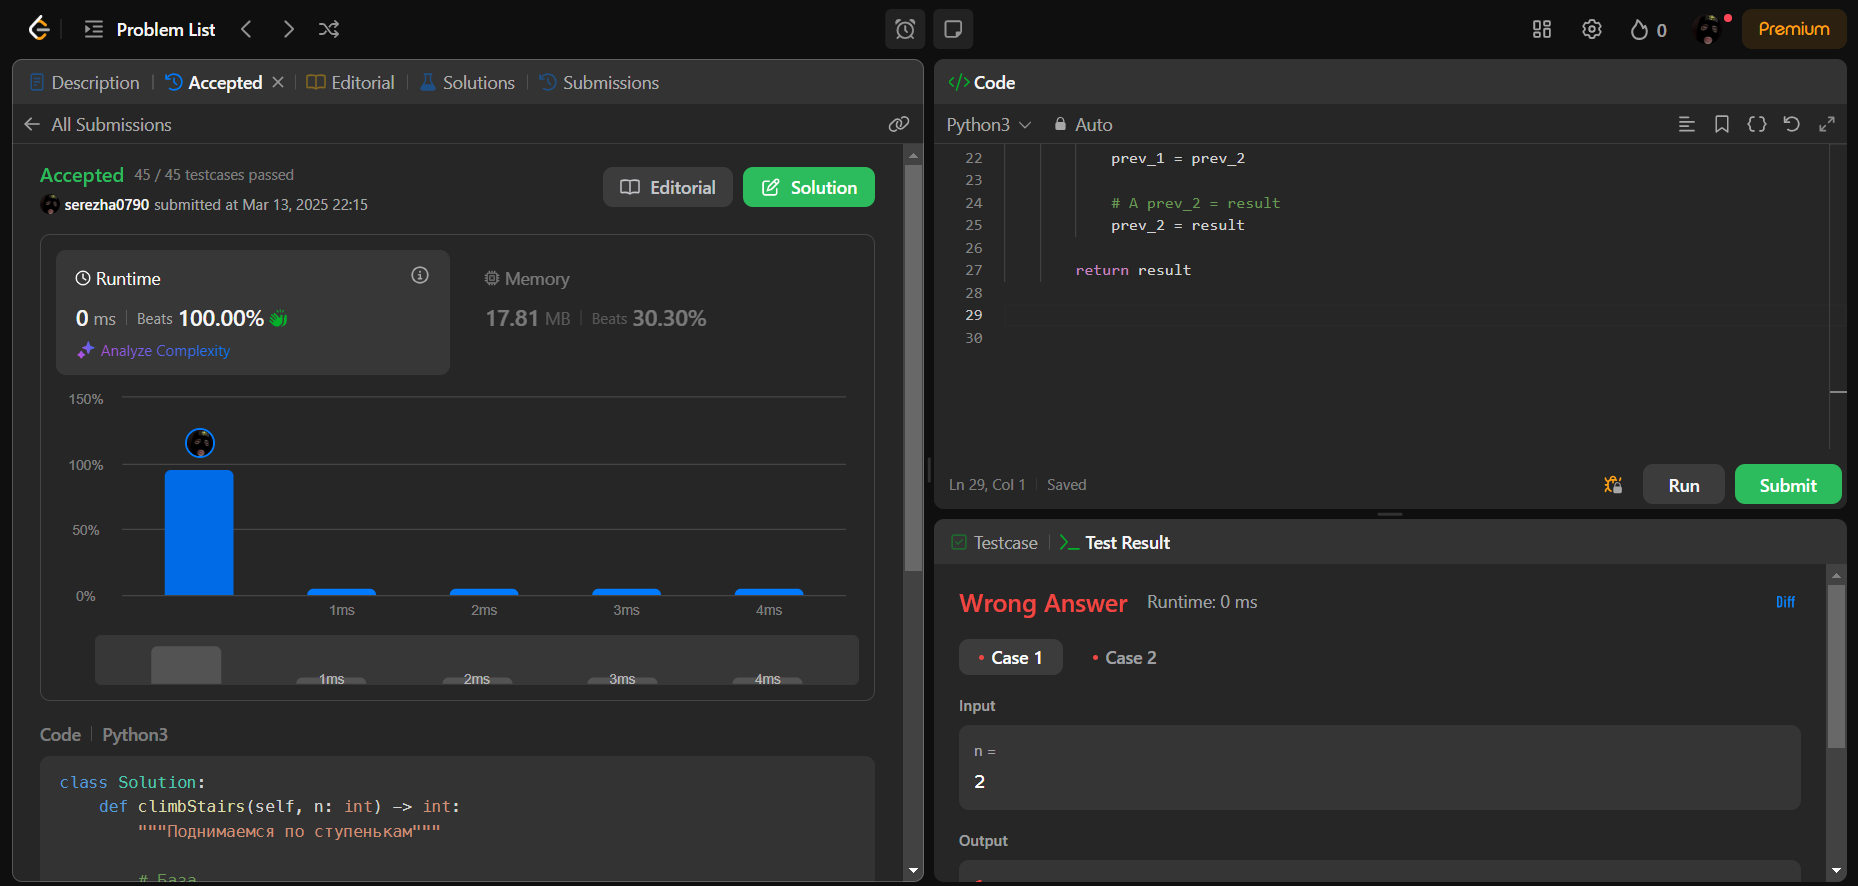 Problem List
0
Premium
Description
Accepted
Editorial
Solutions
Submissions
All Submissions
Accepted 45 / 45 testcases passed
serezha0790 submitted at Mar 13, 2025 22:15
Editorial
Solution
Runtime
0 ms | Beats 100.00%
Analyze Complexity
Memory
17.81 MB | Beats 30.30%
150%
100%
50%
0%
1ms 2ms 3ms 4ms
1ms 2ms 3ms 4ms
Code | Python3
class Solution:
    def climbStairs(self, n: int) -> int:
        """Поднимаемся по ступенькам"""
        # База
</> Code
Python3
Auto
22 prev_1 = prev_2
23
24 # A prev_2 = result
25 prev_2 = result
26
27 return result
28
29
30
Ln 29, Col 1 | Saved
Run
Submit
Testcase
Test Result
Wrong Answer Runtime: 0 ms
Diff
Case 1
Case 2
Input
n =
2
Output